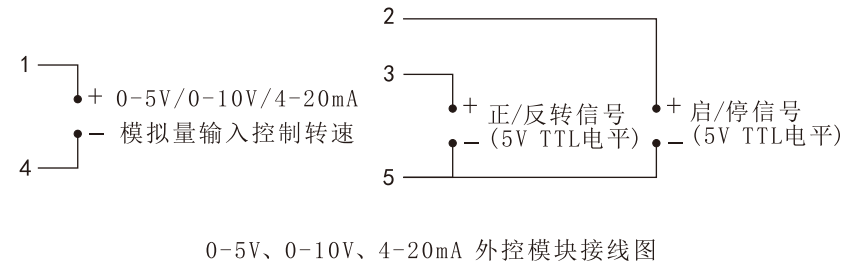 1
+ 0-5V/0-10V/4-20mA
- 模拟量输入控制转速
4
2
3
+ 正/反转信号
- (5V TTL电平)
+ 启/停信号
- (5V TTL电平)
5
0-5V、0-10V、4-20mA 外控模块接线图